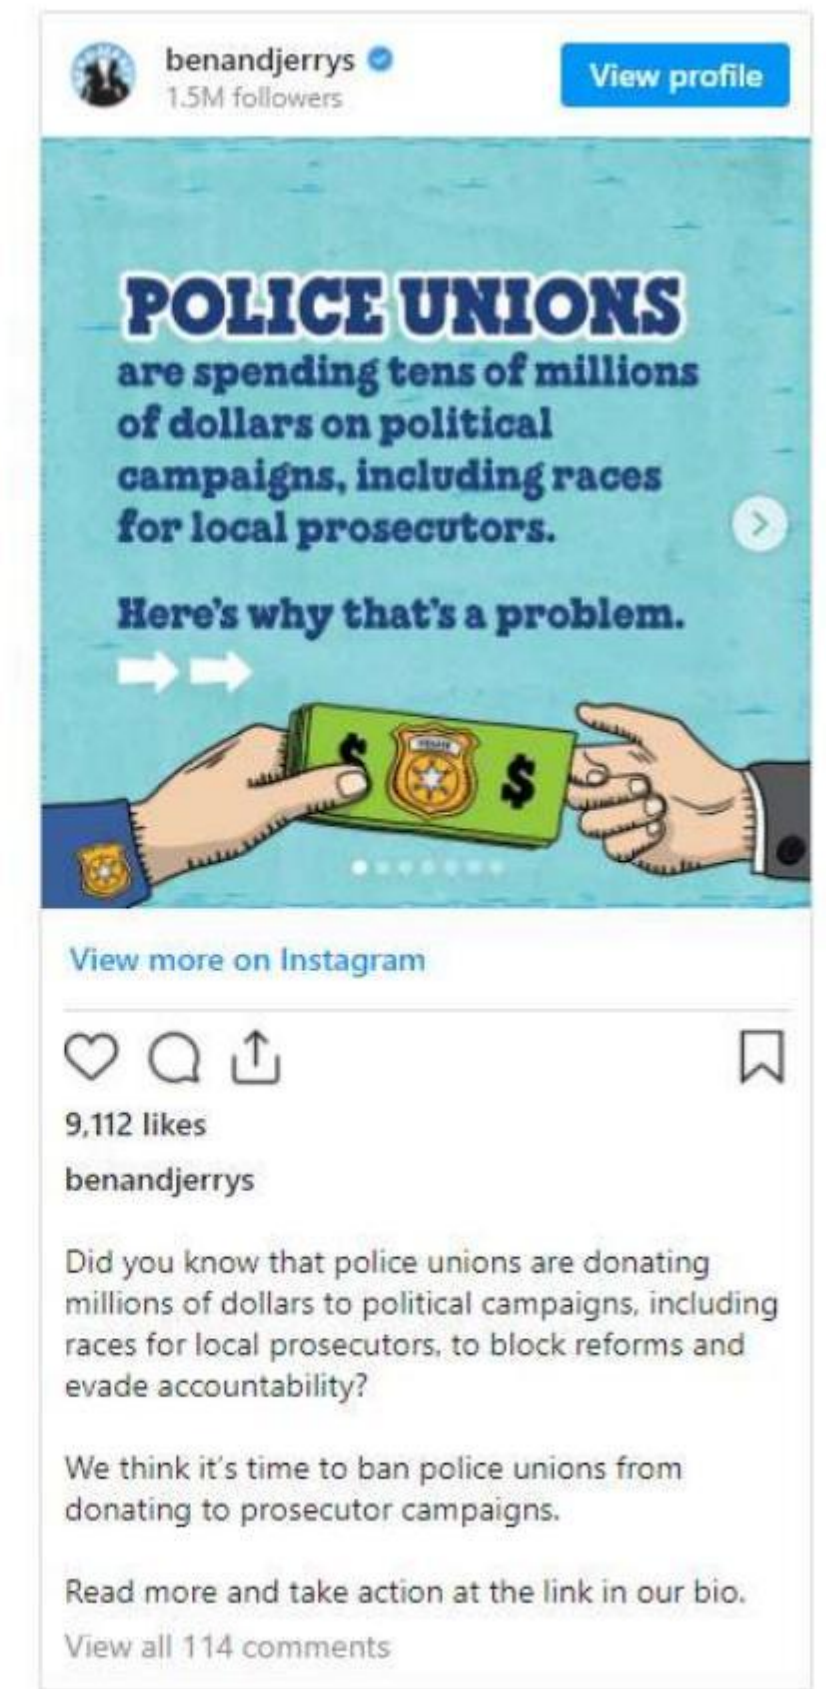 benandjerrys
1.5M followers
View profile
POLICE UNIONS
are spending tens of millions
of dollars on political
campaigns, including races
for local prosecutors.
Here's why that's a problem.
$ $
View more on Instagram
9,112 likes
benandjerrys
Did you know that police unions are donating
millions of dollars to political campaigns, including
races for local prosecutors, to block reforms and
evade accountability?
We think it's time to ban police unions from
donating to prosecutor campaigns.
Read more and take action at the link in our bio.
View all 114 comments